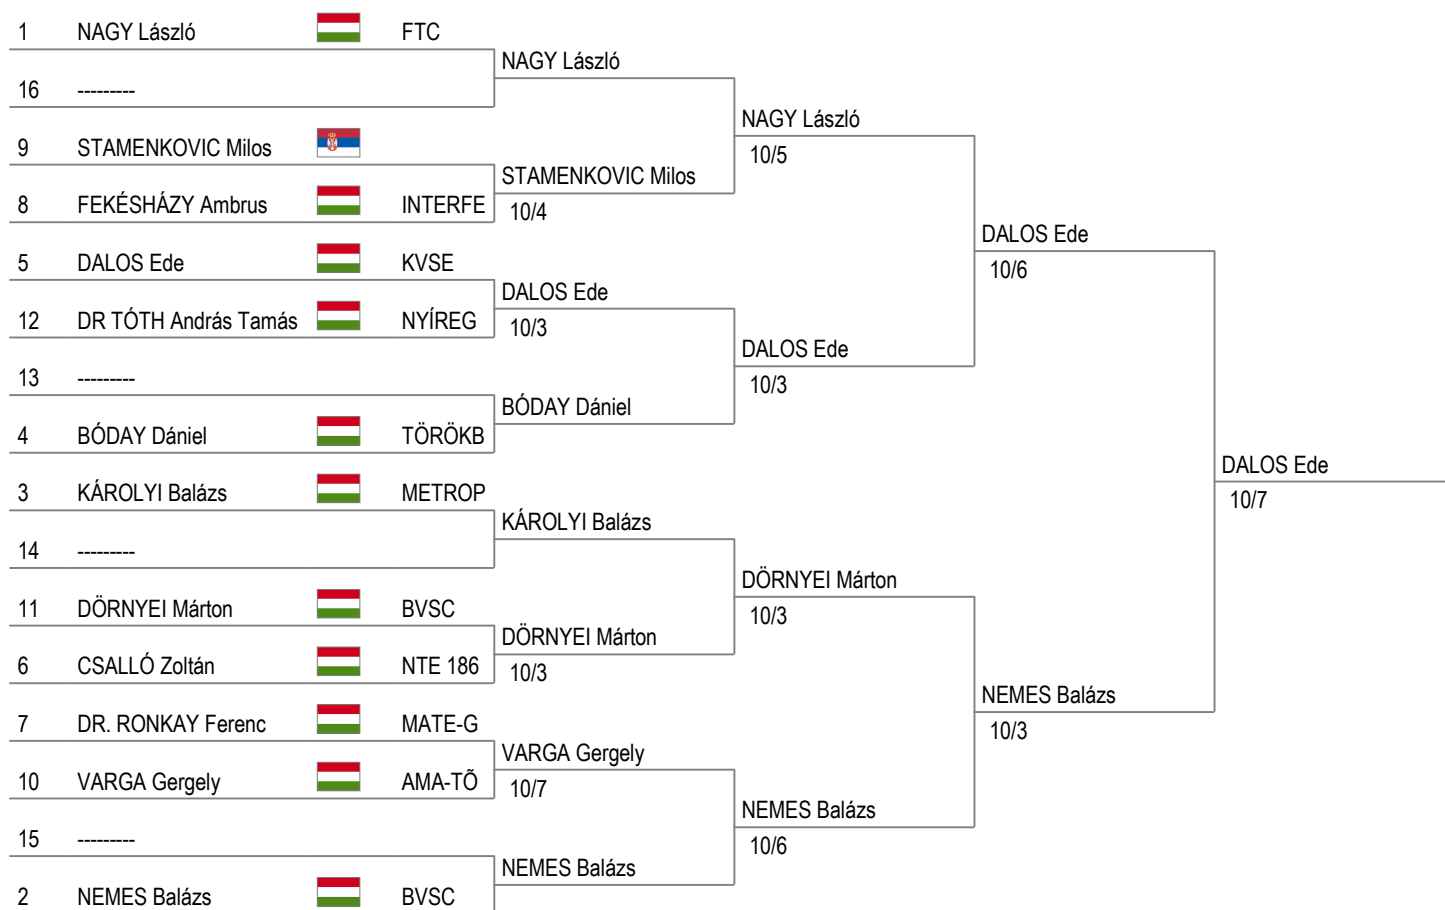 1 NAGY László FTC
NAGY László
16 ---------
NAGY László
10/5
9 STAMENKOVIC Milos
STAMENKOVIC Milos
10/4
8 FEKÉSHÁZY Ambrus INTERFE
DALOS Ede
10/6
5 DALOS Ede KVSE
DALOS Ede
10/3
12 DR TÓTH András Tamás NYÍREG
DALOS Ede
10/3
13 ---------
BÓDAY Dániel
4 BÓDAY Dániel TÖRÖKB
DALOS Ede
10/7
3 KÁROLYI Balázs METROP
KÁROLYI Balázs
14 ---------
DÖRNYEI Márton
10/3
11 DÖRNYEI Márton BVSC
DÖRNYEI Márton
10/3
6 CSALLÓ Zoltán NTE 186
NEMES Balázs
10/3
7 DR. RONKAY Ferenc MATE-G
VARGA Gergely
10/7
10 VARGA Gergely AMA-TÕ
NEMES Balázs
10/6
15 ---------
NEMES Balázs
2 NEMES Balázs BVSC